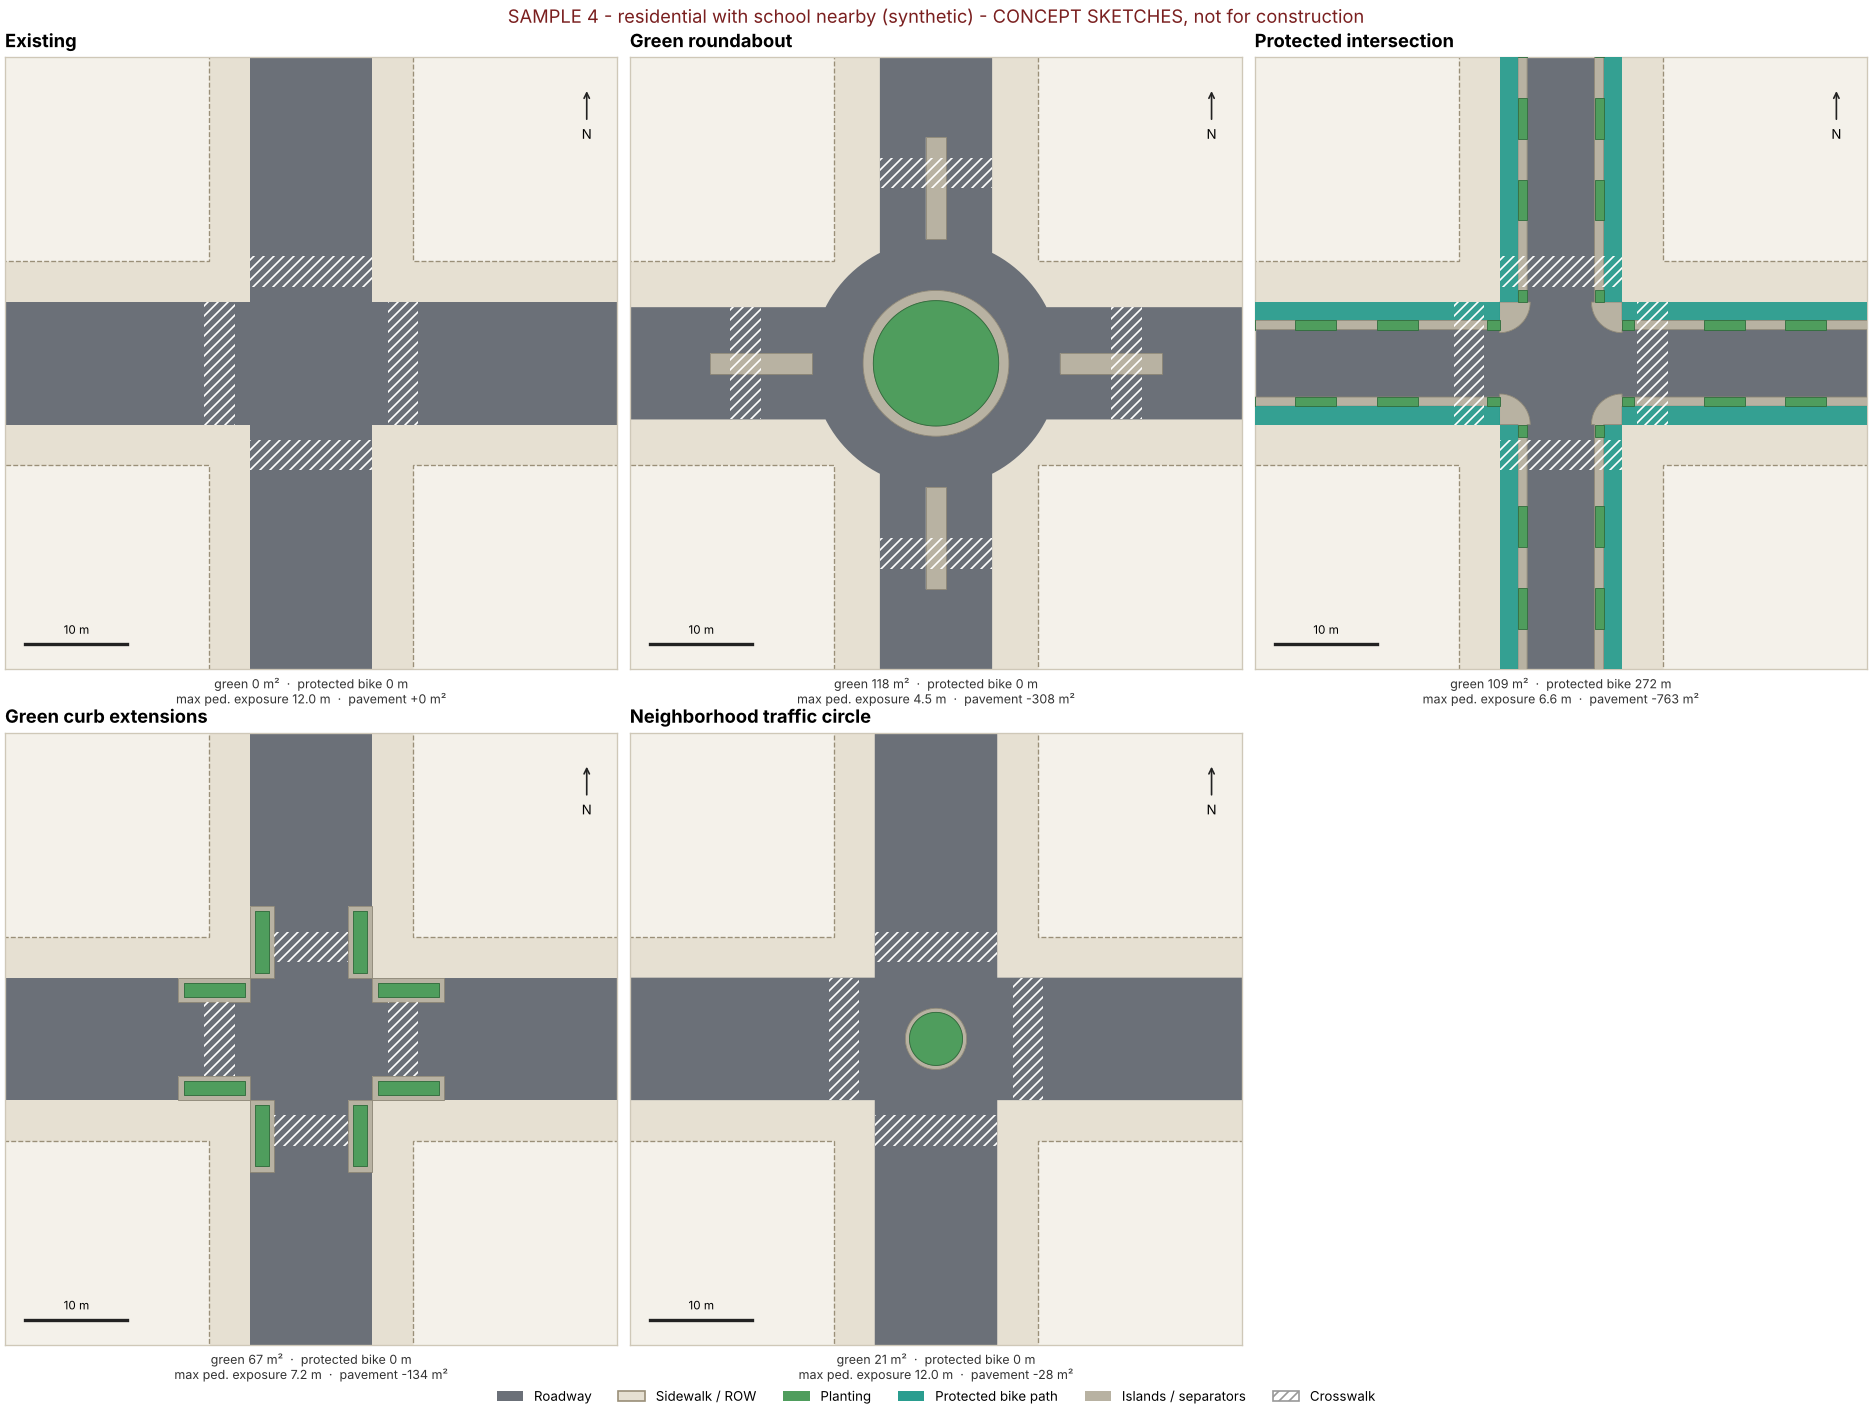 SAMPLE 4 - residential with school nearby (synthetic) - CONCEPT SKETCHES, not for construction
Existing
N
10 m
green 0 m² · protected bike 0 m
max ped. exposure 12.0 m · pavement +0 m²
Green roundabout
N
10 m
green 118 m² · protected bike 0 m
max ped. exposure 4.5 m · pavement -308 m²
Protected intersection
N
10 m
green 109 m² · protected bike 272 m
max ped. exposure 6.6 m · pavement -763 m²
Green curb extensions
N
10 m
green 67 m² · protected bike 0 m
max ped. exposure 7.2 m · pavement -134 m²
Neighborhood traffic circle
N
10 m
green 21 m² · protected bike 0 m
max ped. exposure 12.0 m · pavement -28 m²
Roadway
Sidewalk / ROW
Planting
Protected bike path
Islands / separators
Crosswalk